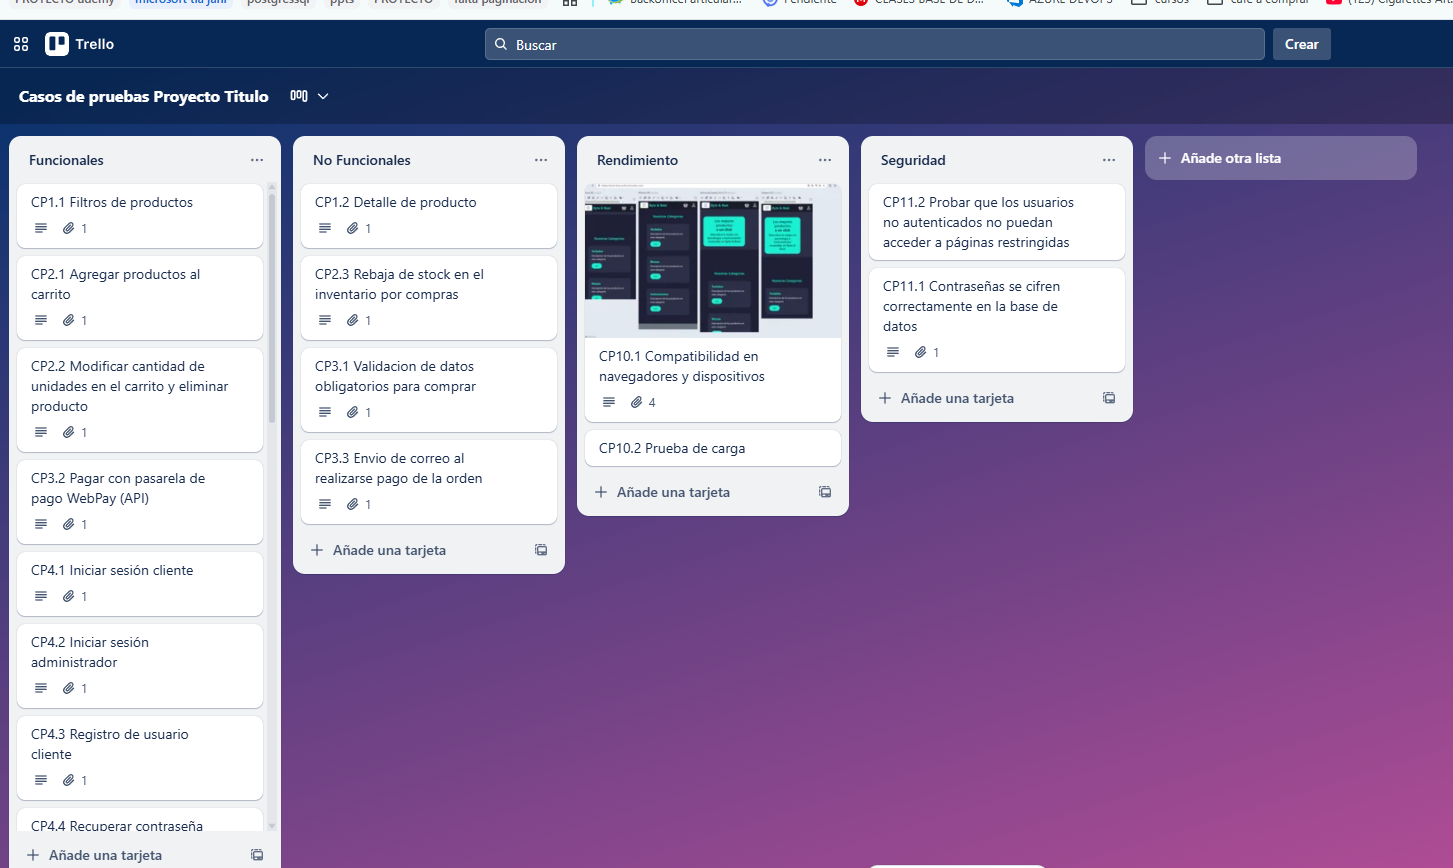 microsoft tia jani
postgressql
ppts
PROYECTO
falta paginacion
Pendiente
CLASES BASE DE D...
AZURE DEVOPS
cursos
cafe a comprar
Trello
Buscar
Crear
Casos de pruebas Proyecto Titulo
Funcionales
CP1.1 Filtros de productos
1
CP2.1 Agregar productos al
carrito
1
CP2.2 Modificar cantidad de
unidades en el carrito y eliminar
producto
1
CP3.2 Pagar con pasarela de
pago WebPay (API)
1
CP4.1 Iniciar sesión cliente
1
CP4.2 Iniciar sesión
administrador
1
CP4.3 Registro de usuario
cliente
1
CP4.4 Recuperar contraseña
Añade una tarjeta
No Funcionales
CP1.2 Detalle de producto
1
CP2.3 Rebaja de stock en el
inventario por compras
1
CP3.1 Validacion de datos
obligatorios para comprar
1
CP3.3 Envio de correo al
realizarse pago de la orden
1
Añade una tarjeta
Rendimiento
CP10.1 Compatibilidad en
navegadores y dispositivos
4
CP10.2 Prueba de carga
Añade una tarjeta
Seguridad
CP11.2 Probar que los usuarios
no autenticados no puedan
acceder a páginas restringidas
CP11.1 Contraseñas se cifren
correctamente en la base de
datos
1
Añade una tarjeta
Añade otra lista